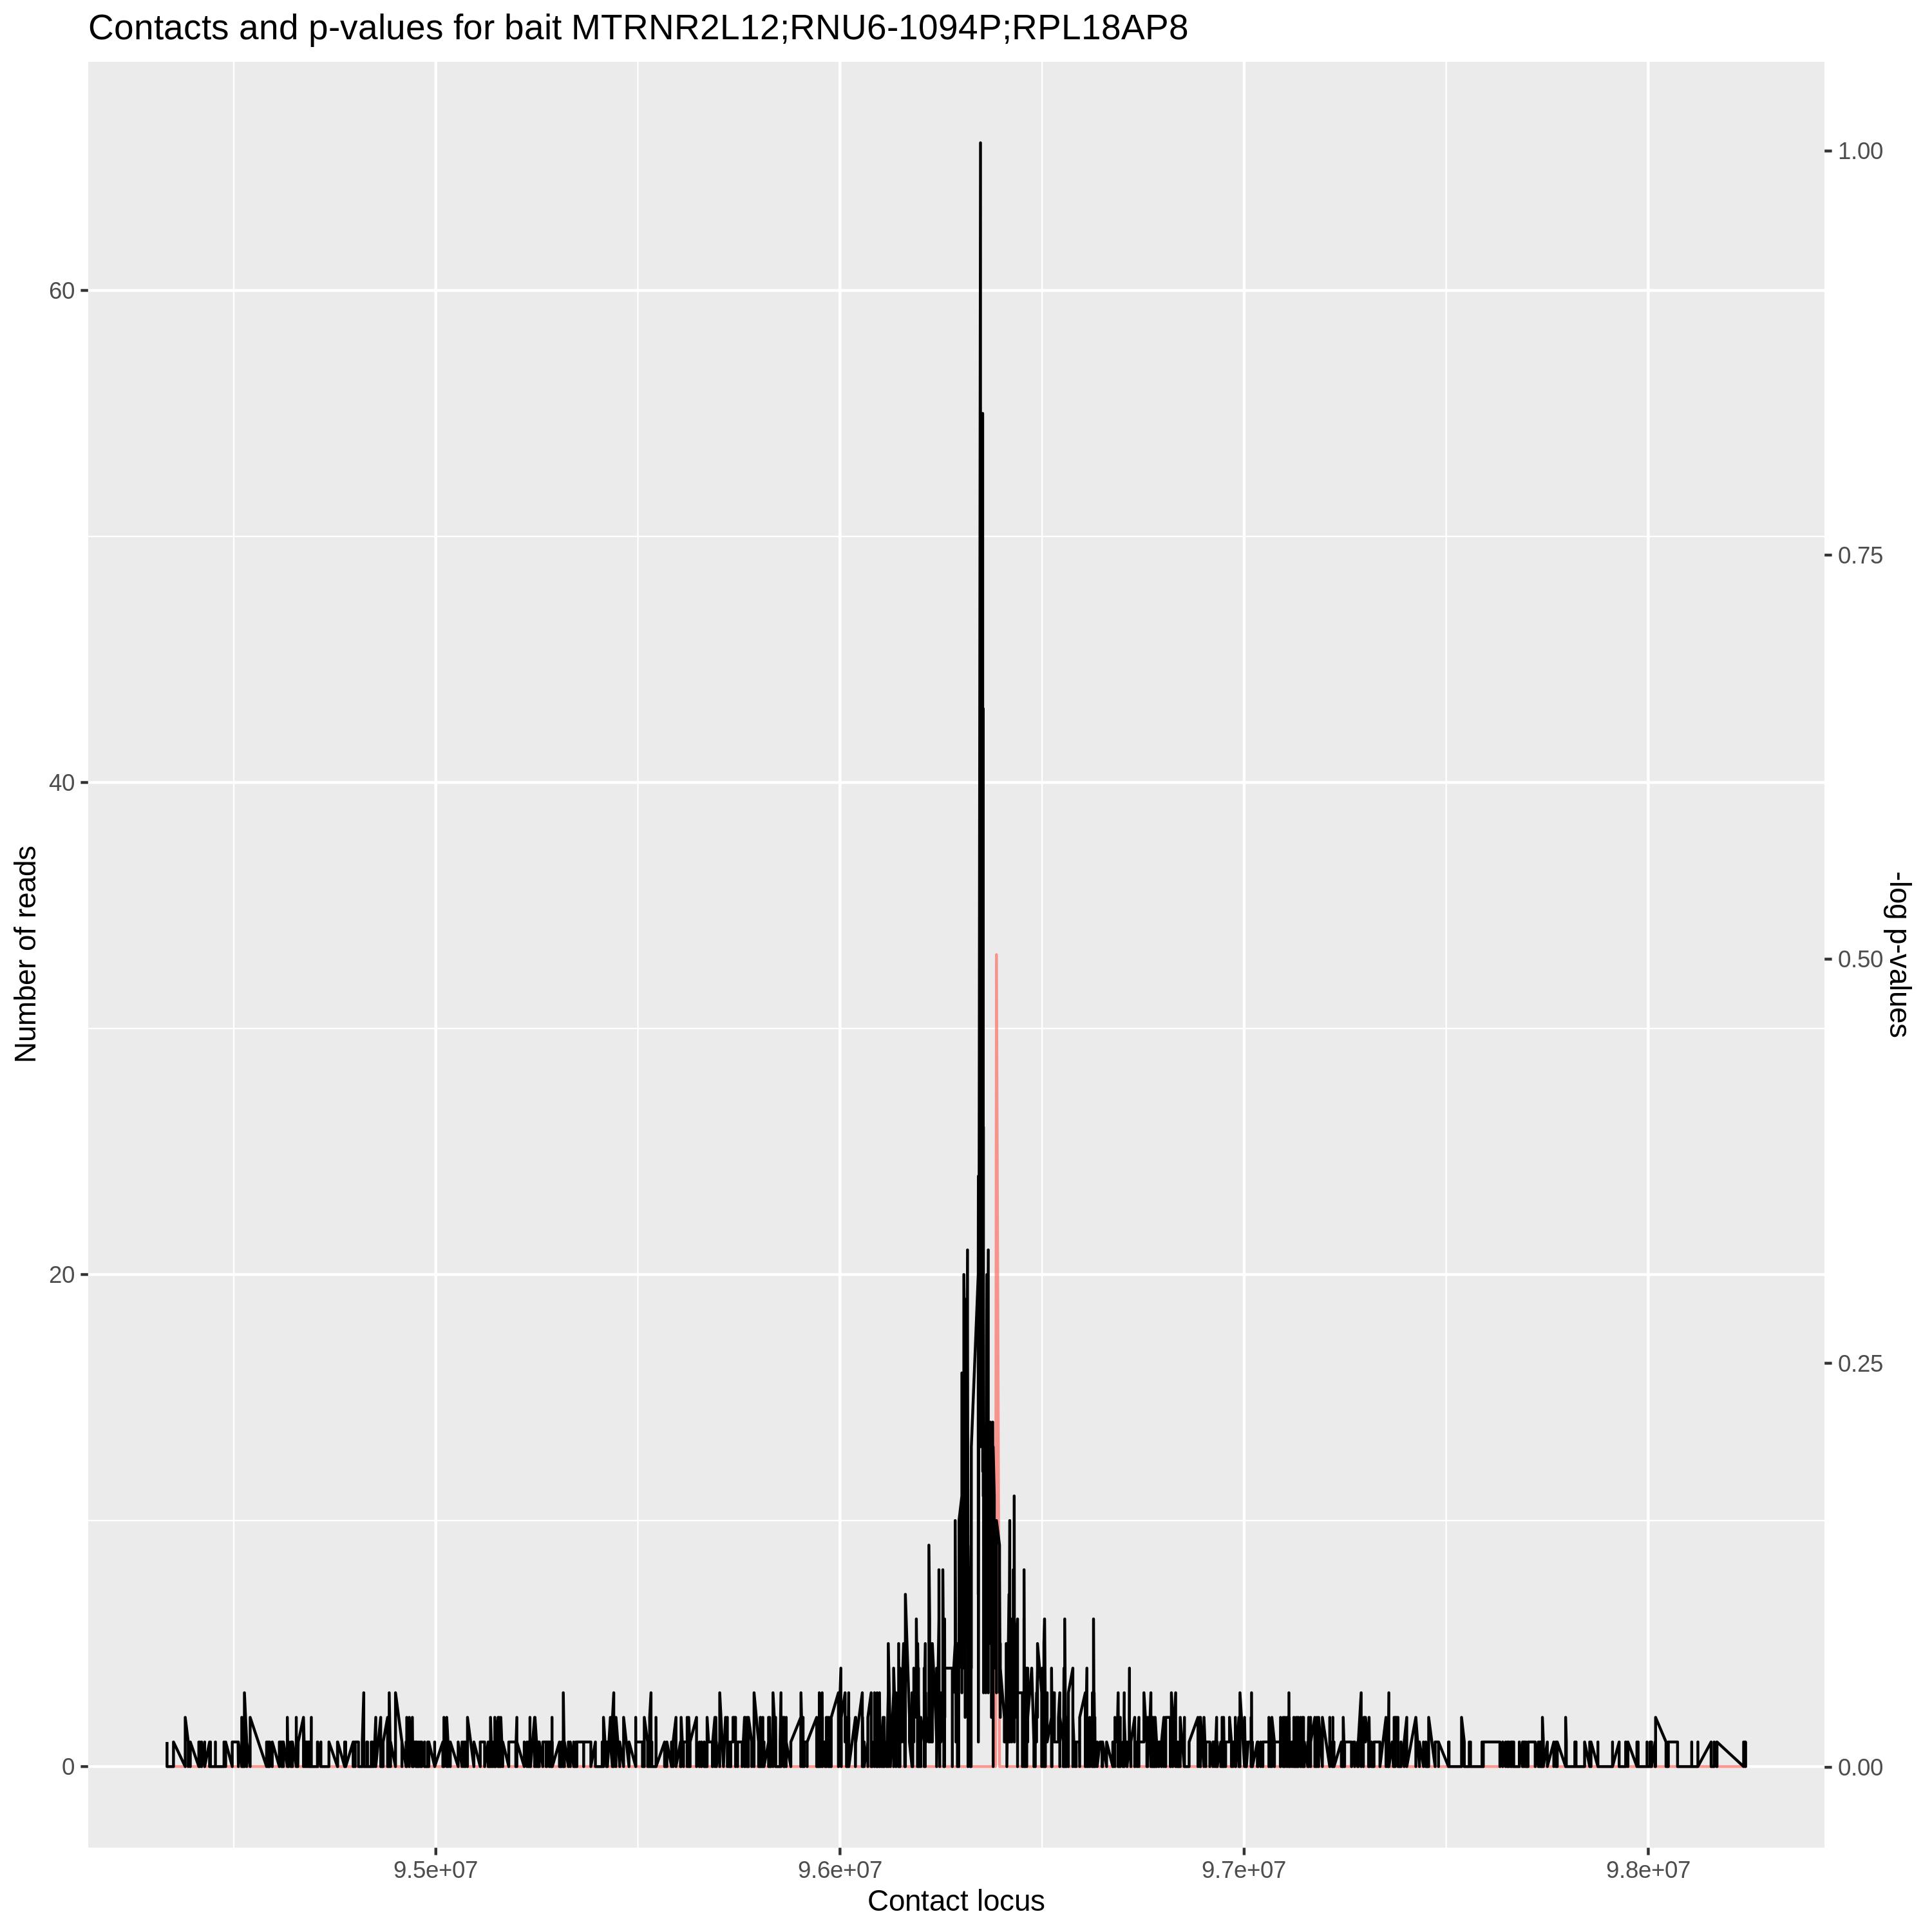 Contacts and p-values for bait MTRNR2L12;RNU6-1094P;RPL18AP8
60
40
20
0
Number of reads
1.00
0.75
0.50
0.25
0.00
-log p-values
9.5e+07
9.6e+07
9.7e+07
9.8e+07
Contact locus